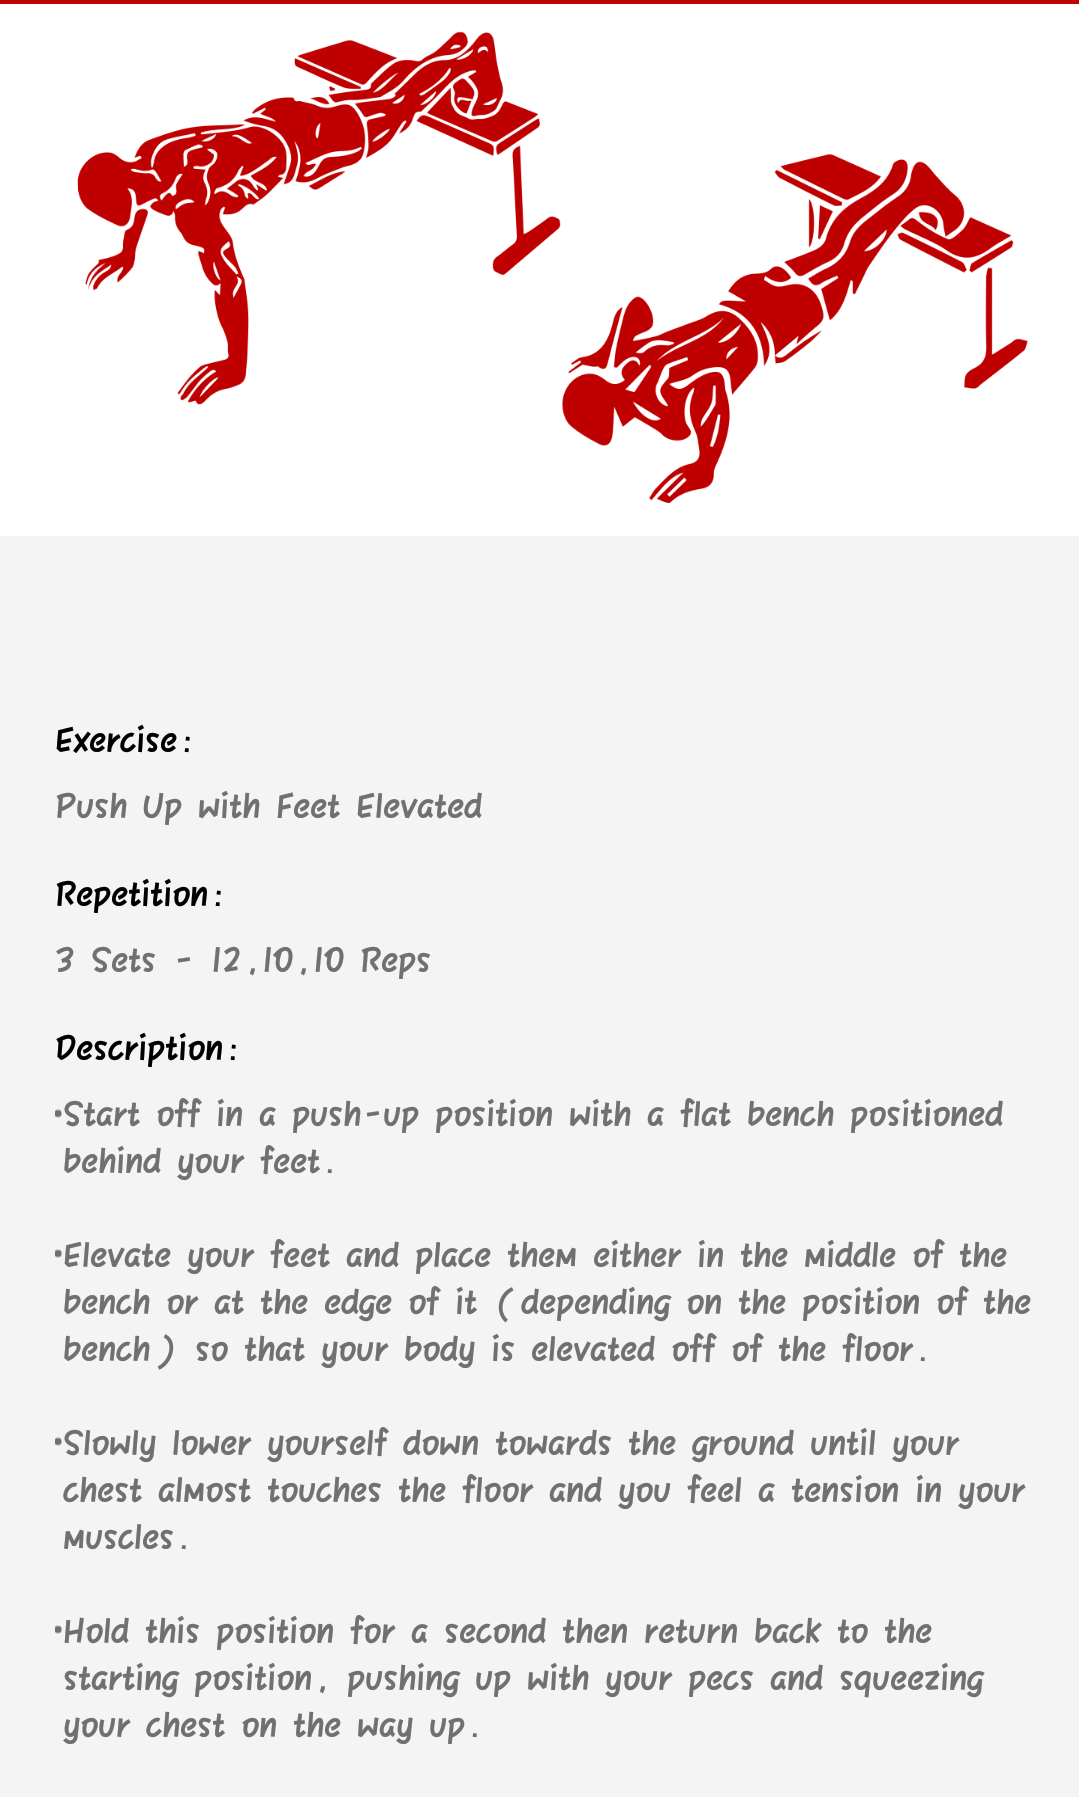 Exercise:
Push Up with Feet Elevated
Repetition:
3 Sets - 12,10,10 Reps
Description:
•Start off in a push-up position with a flat bench positioned
behind your feet.
•Elevate your feet and place them either in the middle of the
bench or at the edge of it (depending on the position of the
bench) so that your body is elevated off of the floor.
•Slowly lower yourself down towards the ground until your
chest almost touches the floor and you feel a tension in your
muscles.
•Hold this position for a second then return back to the
starting position, pushing up with your pecs and squeezing
your chest on the way up.